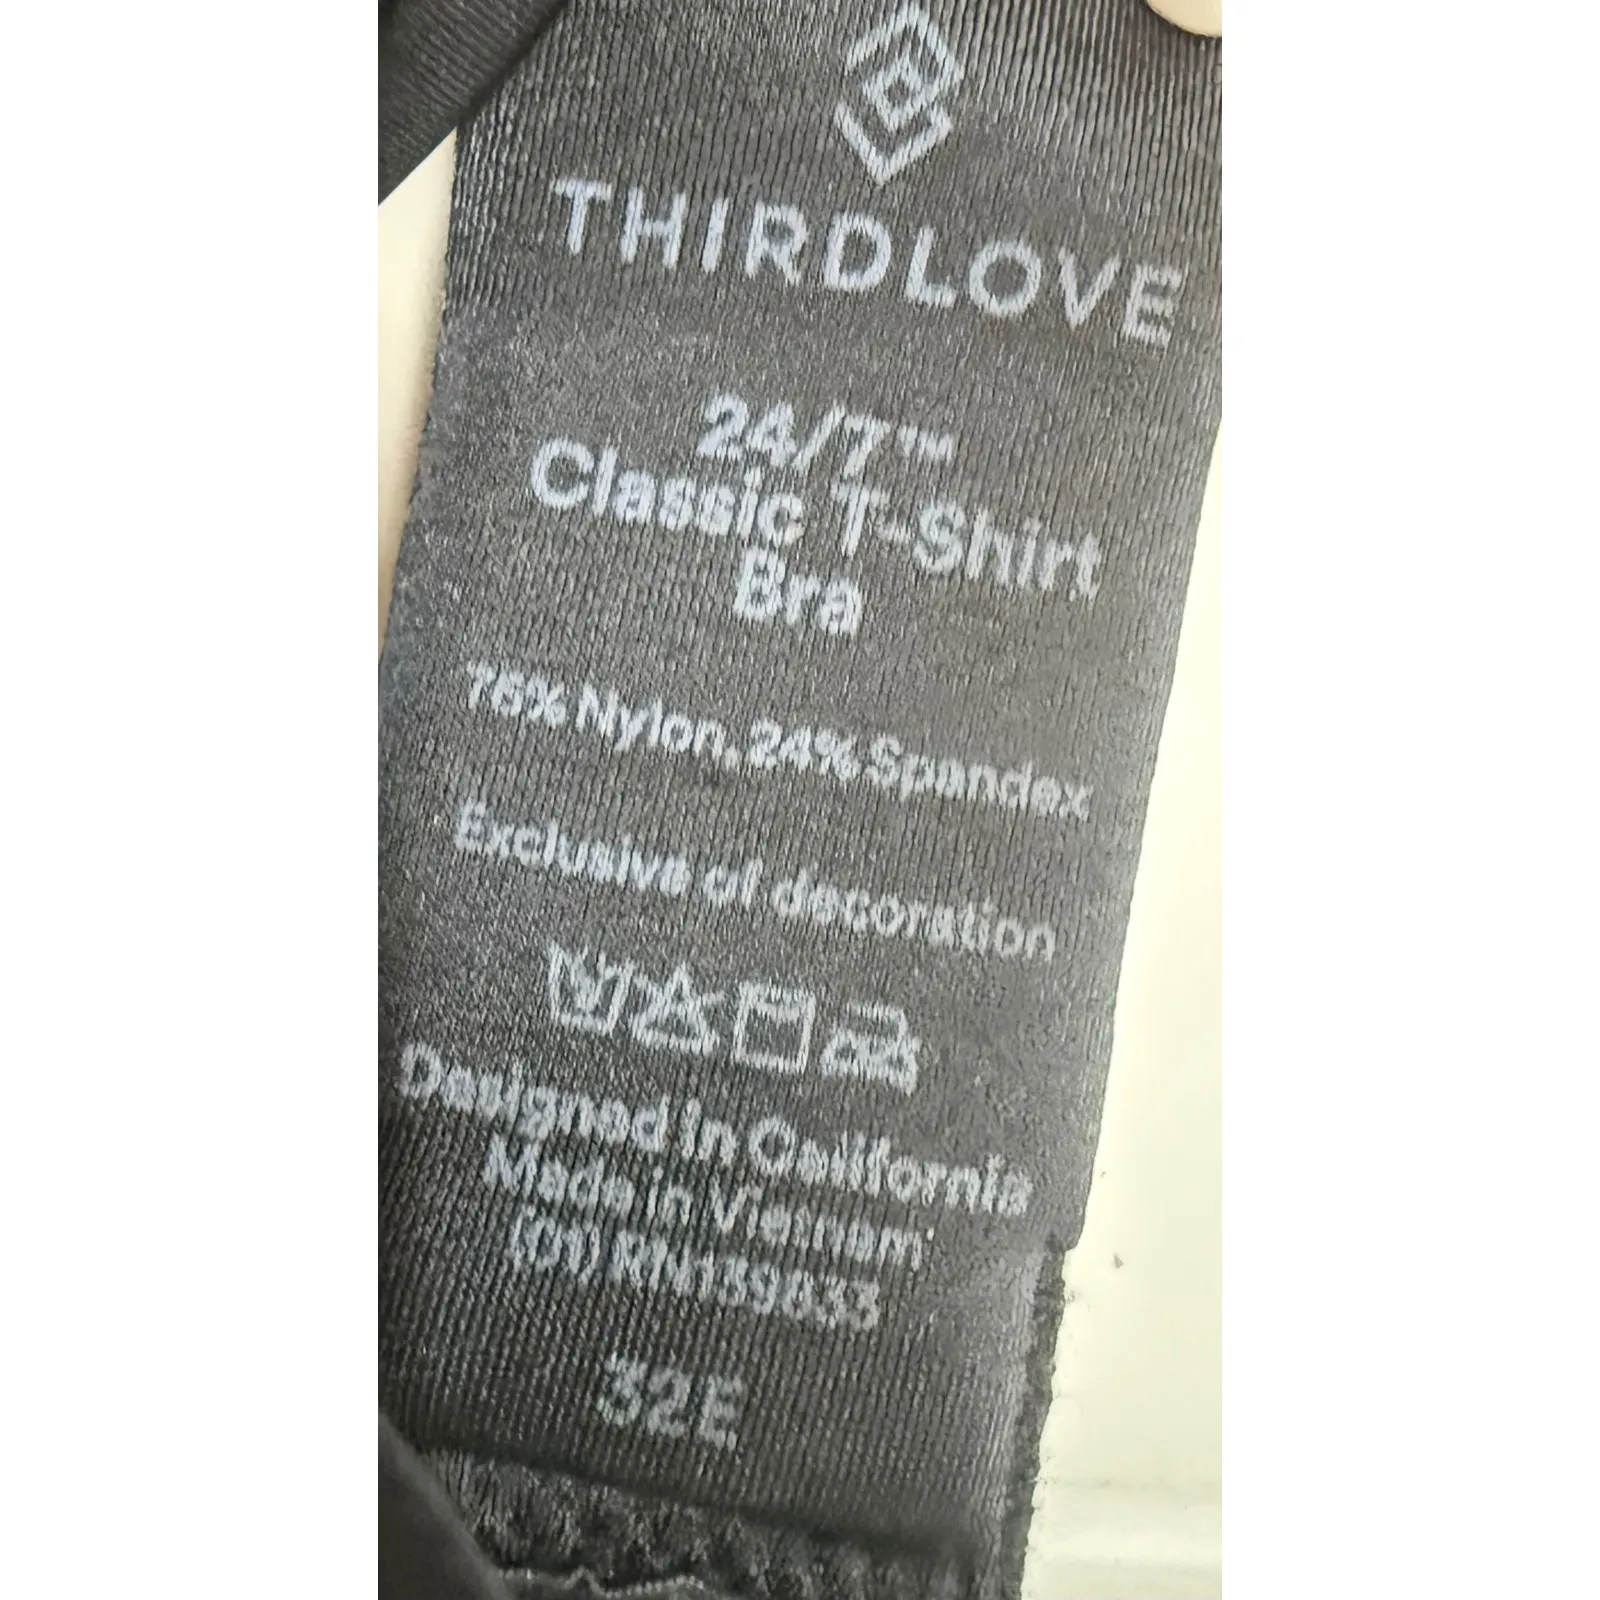 THIRDLOVE
24/7™
Classic T-Shirt
Bra
76% Nylon, 24% Spandex
Exclusive of decoration
Designed in California
Made in Vietnam
(01) RN139833
32E